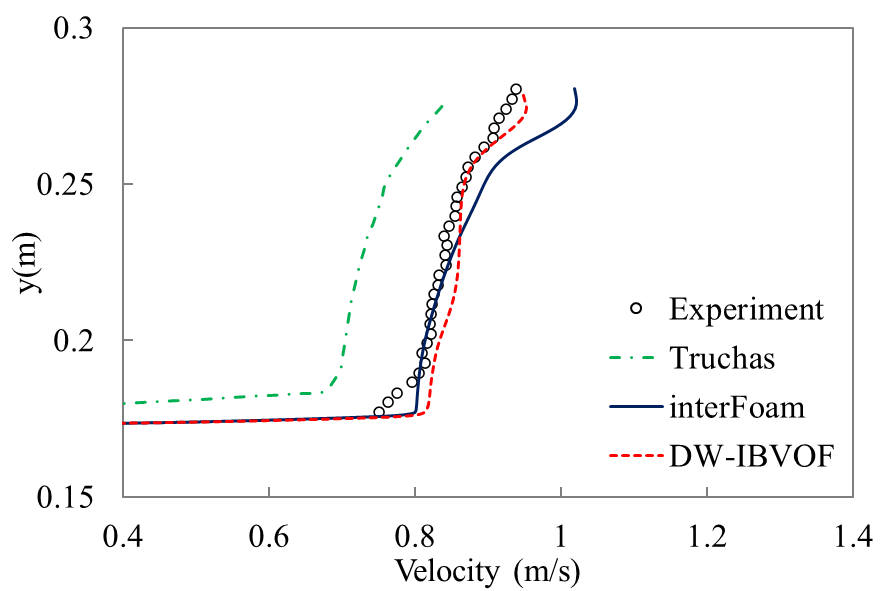 0.3
0.25
0.2
0.15
y(m)
Experiment
Truchas
interFoam
DW-IBVOF
0.4 0.6 0.8 1 1.2 1.4
Velocity (m/s)